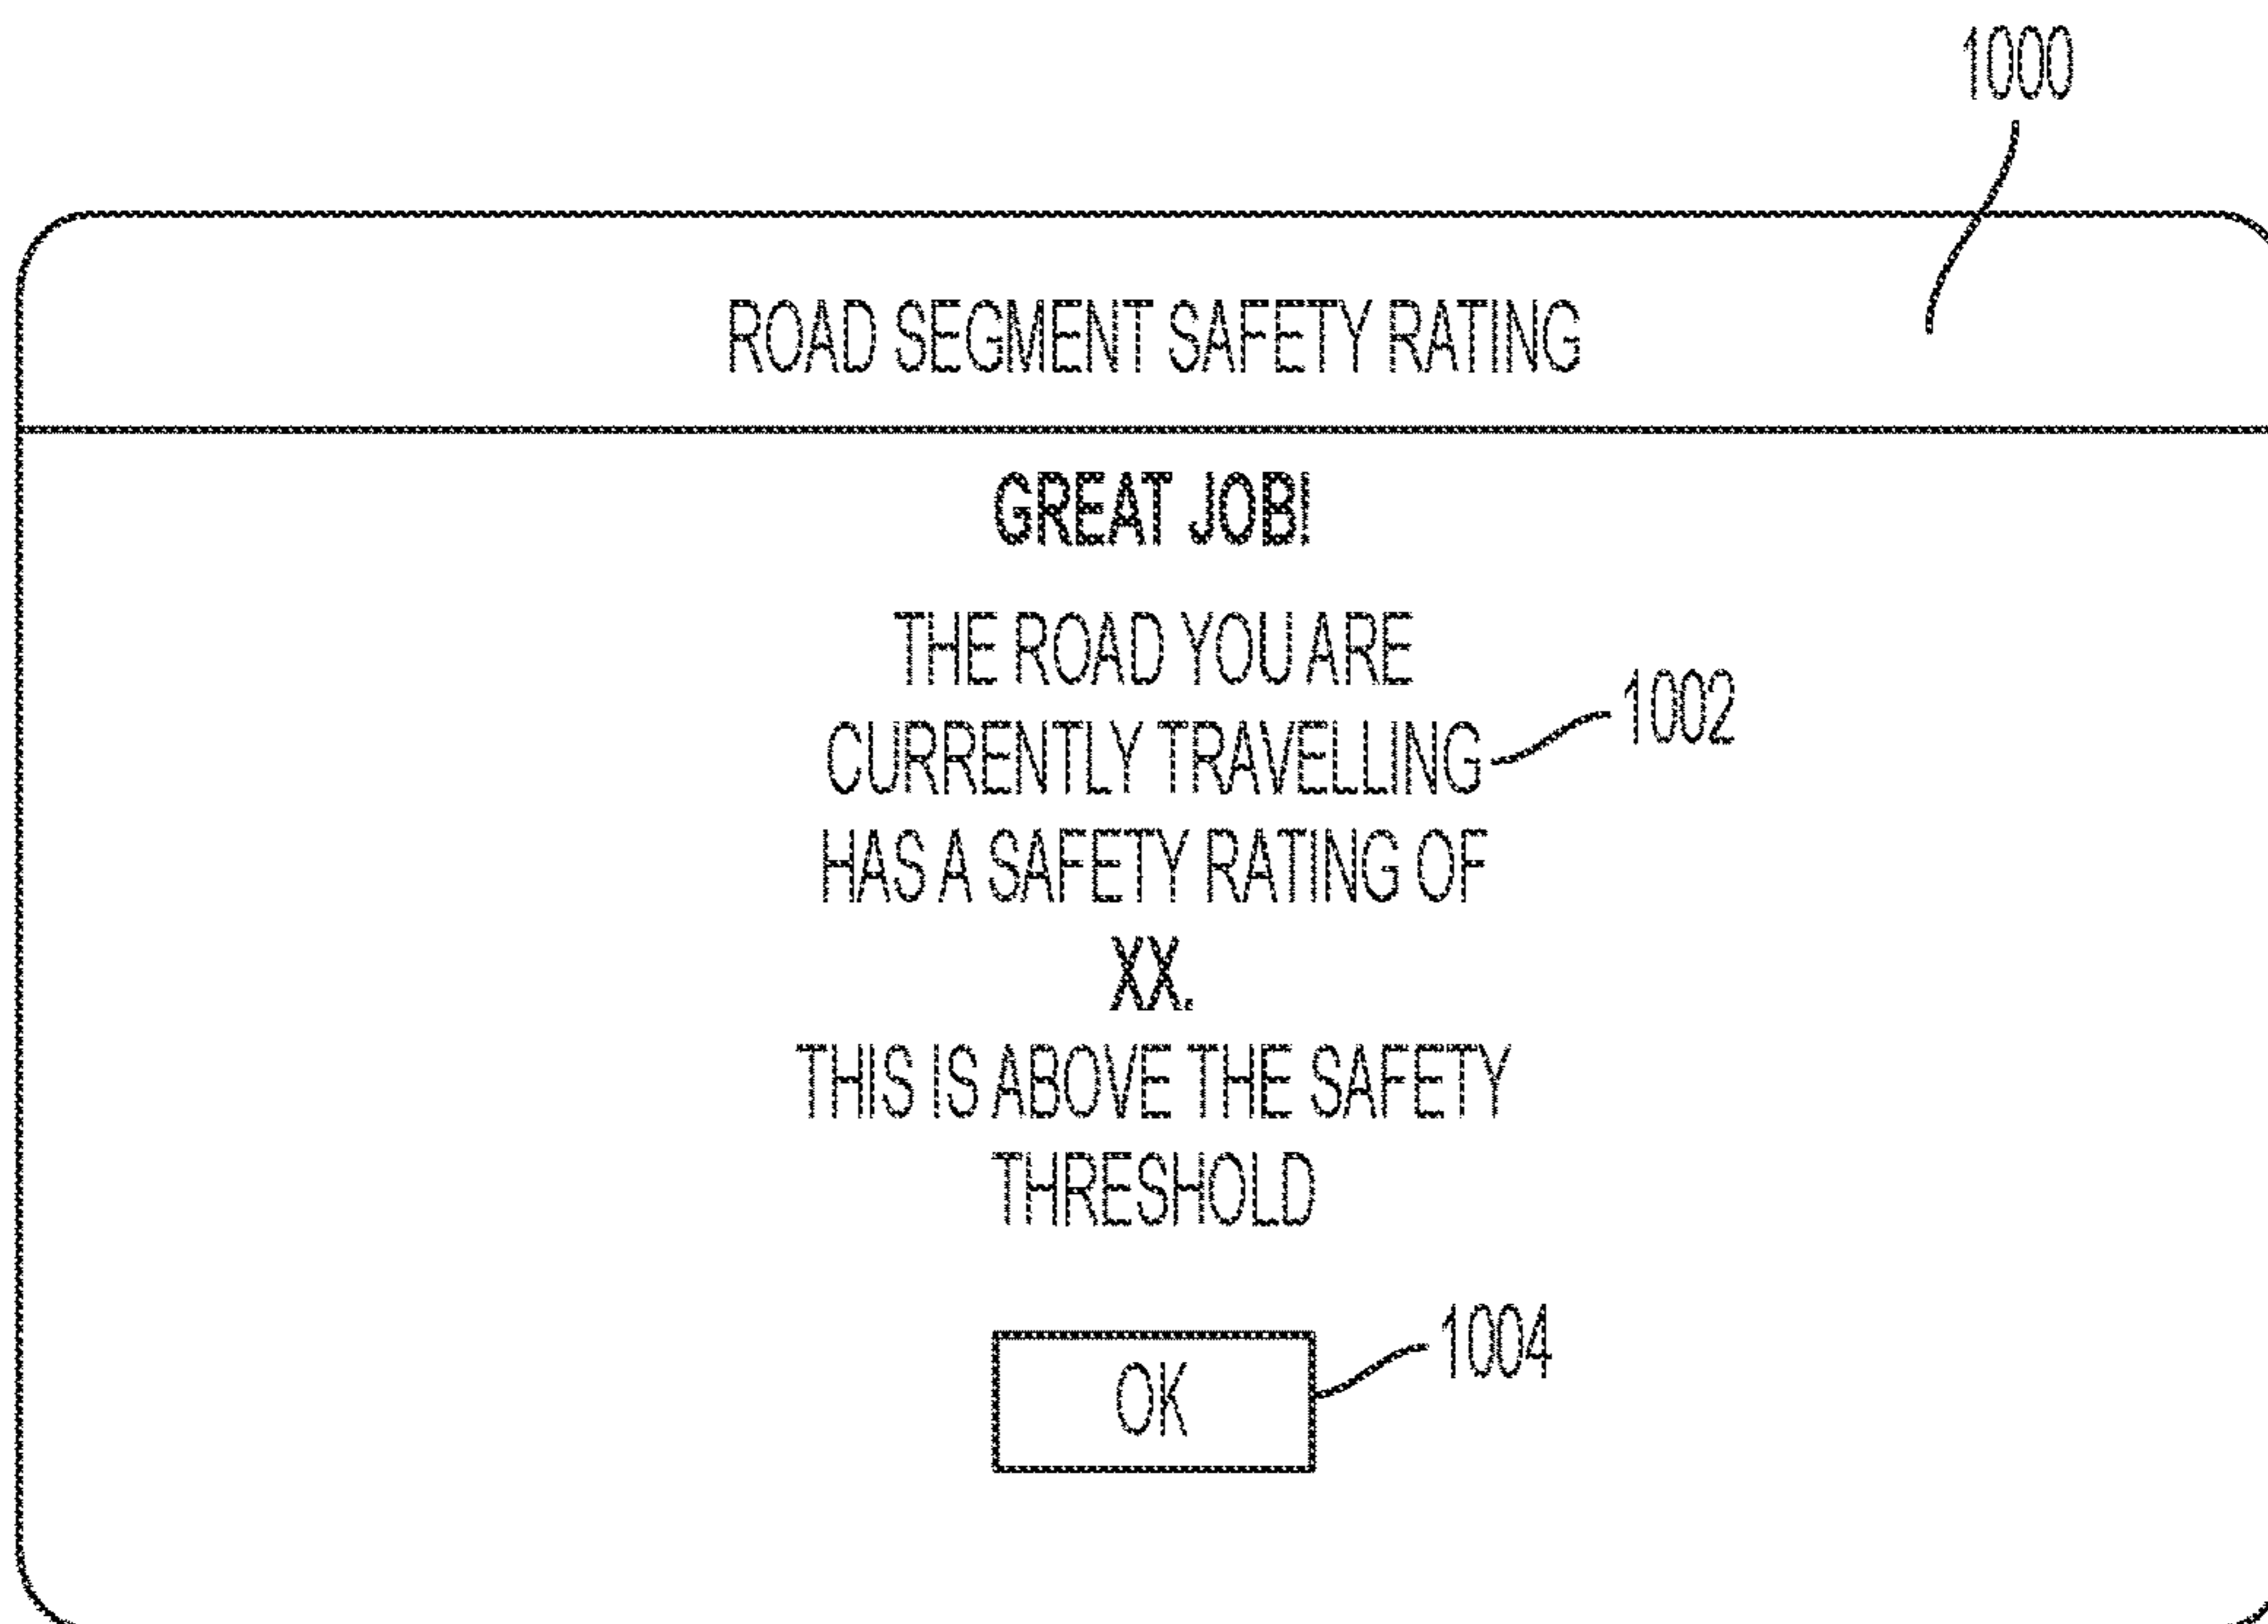 1000
ROAD SEGMENT SAFETY RATING
GREAT JOB!
THE ROAD YOU ARE
CURRENTLY TRAVELLING
1002
HAS A SAFETY RATING OF
XX.
THIS IS ABOVE THE SAFETY
THRESHOLD
1004
OK